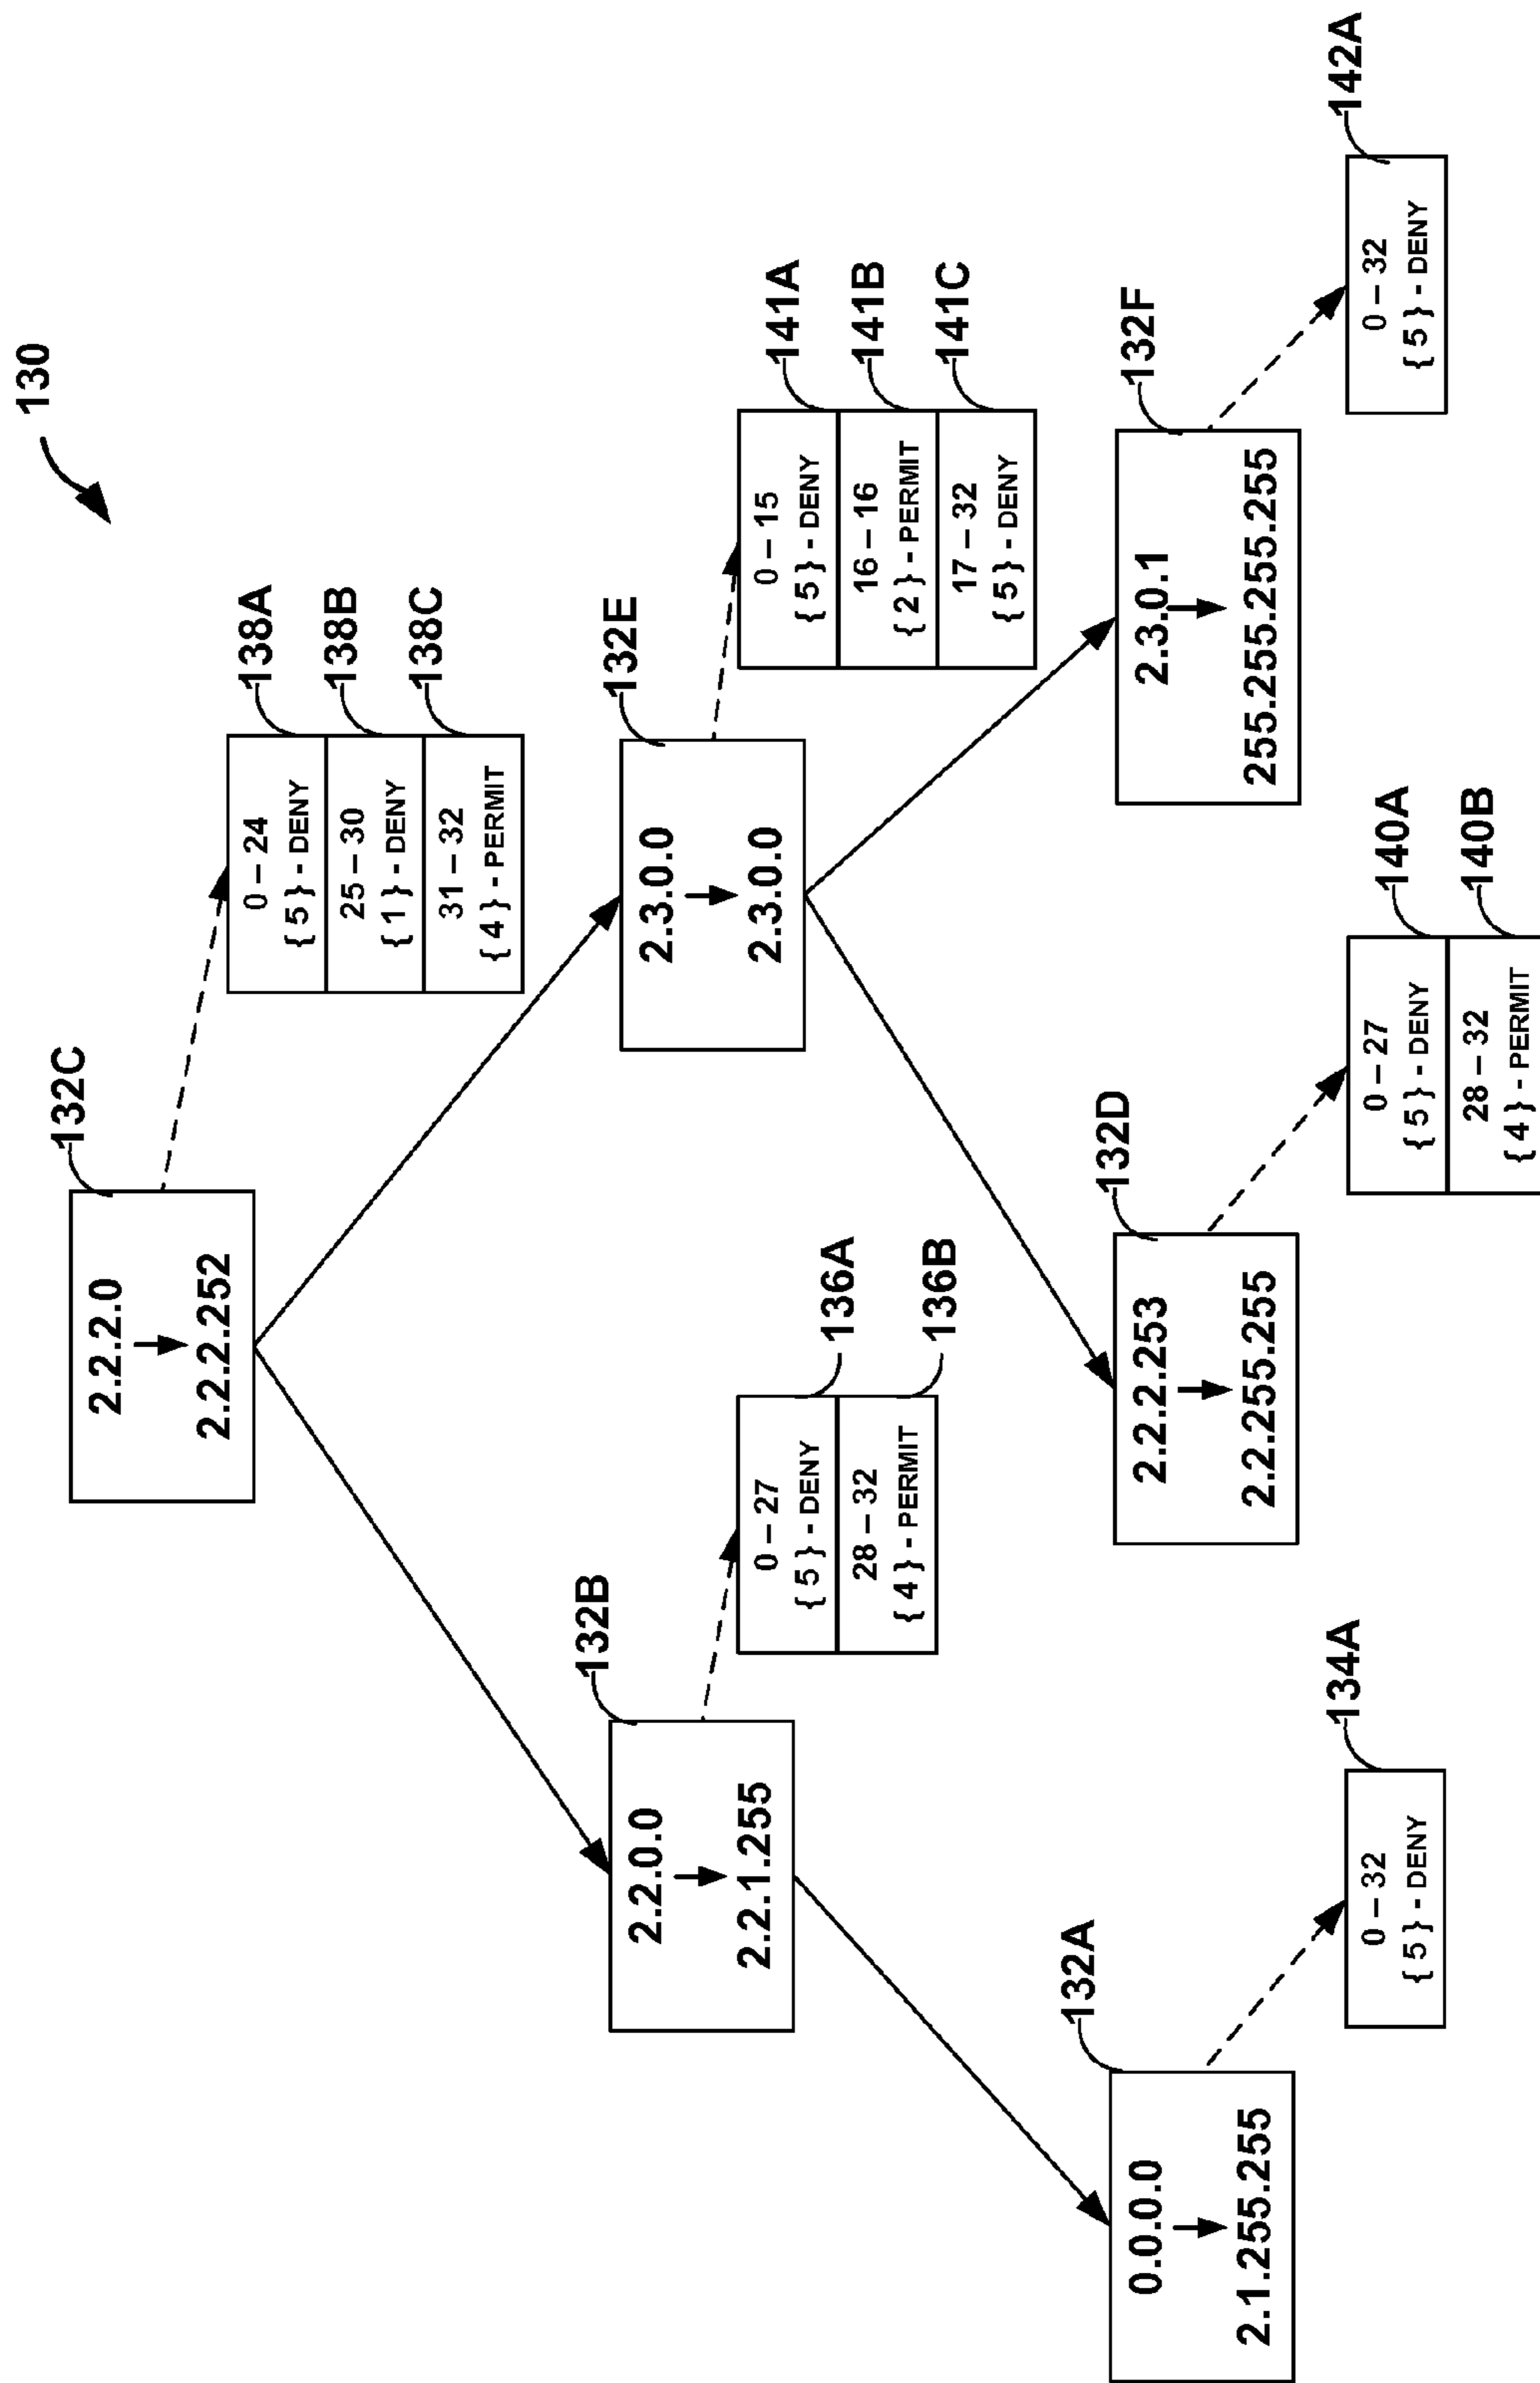 130
132C
2.2.2.0
2.2.2.252
0 – 24
{ 5 } - DENY
25 – 30
{ 1 } - DENY
31 – 32
{ 4 } - PERMIT
138A
138B
138C
132B
2.2.0.0
2.2.1.255
0 – 27
{ 5 } - DENY
28 – 32
{ 4 } - PERMIT
136A
136B
132E
2.3.0.0
2.3.0.0
0 – 15
{ 5 } - DENY
16 – 16
{ 2 } - PERMIT
17 – 32
{ 5 } - DENY
141A
141B
141C
132A
0.0.0.0
2.1.255.255
0 – 32
{ 5 } - DENY
134A
132D
2.2.2.253
2.2.255.255
0 – 27
{ 5 } - DENY
28 – 32
{ 4 } - PERMIT
140A
140B
132F
2.3.0.1
255.255.255.255
0 – 32
{ 5 } - DENY
142A